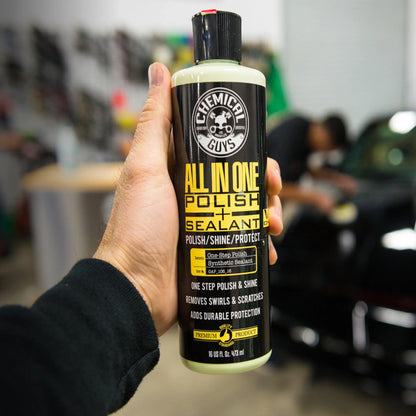 CHEMICAL
GUYS
ALL IN ONE
POLISH
+
SEALANT
POLISH/SHINE/PROTECT
One-Step Polish
Synthetic Sealant
GAP_106_16
ONE STEP POLISH & SHINE
REMOVES SWIRLS & SCRATCHES
ADDS DURABLE PROTECTION
PREMIUM PRODUCT
16 US fl. Oz. /473 ml